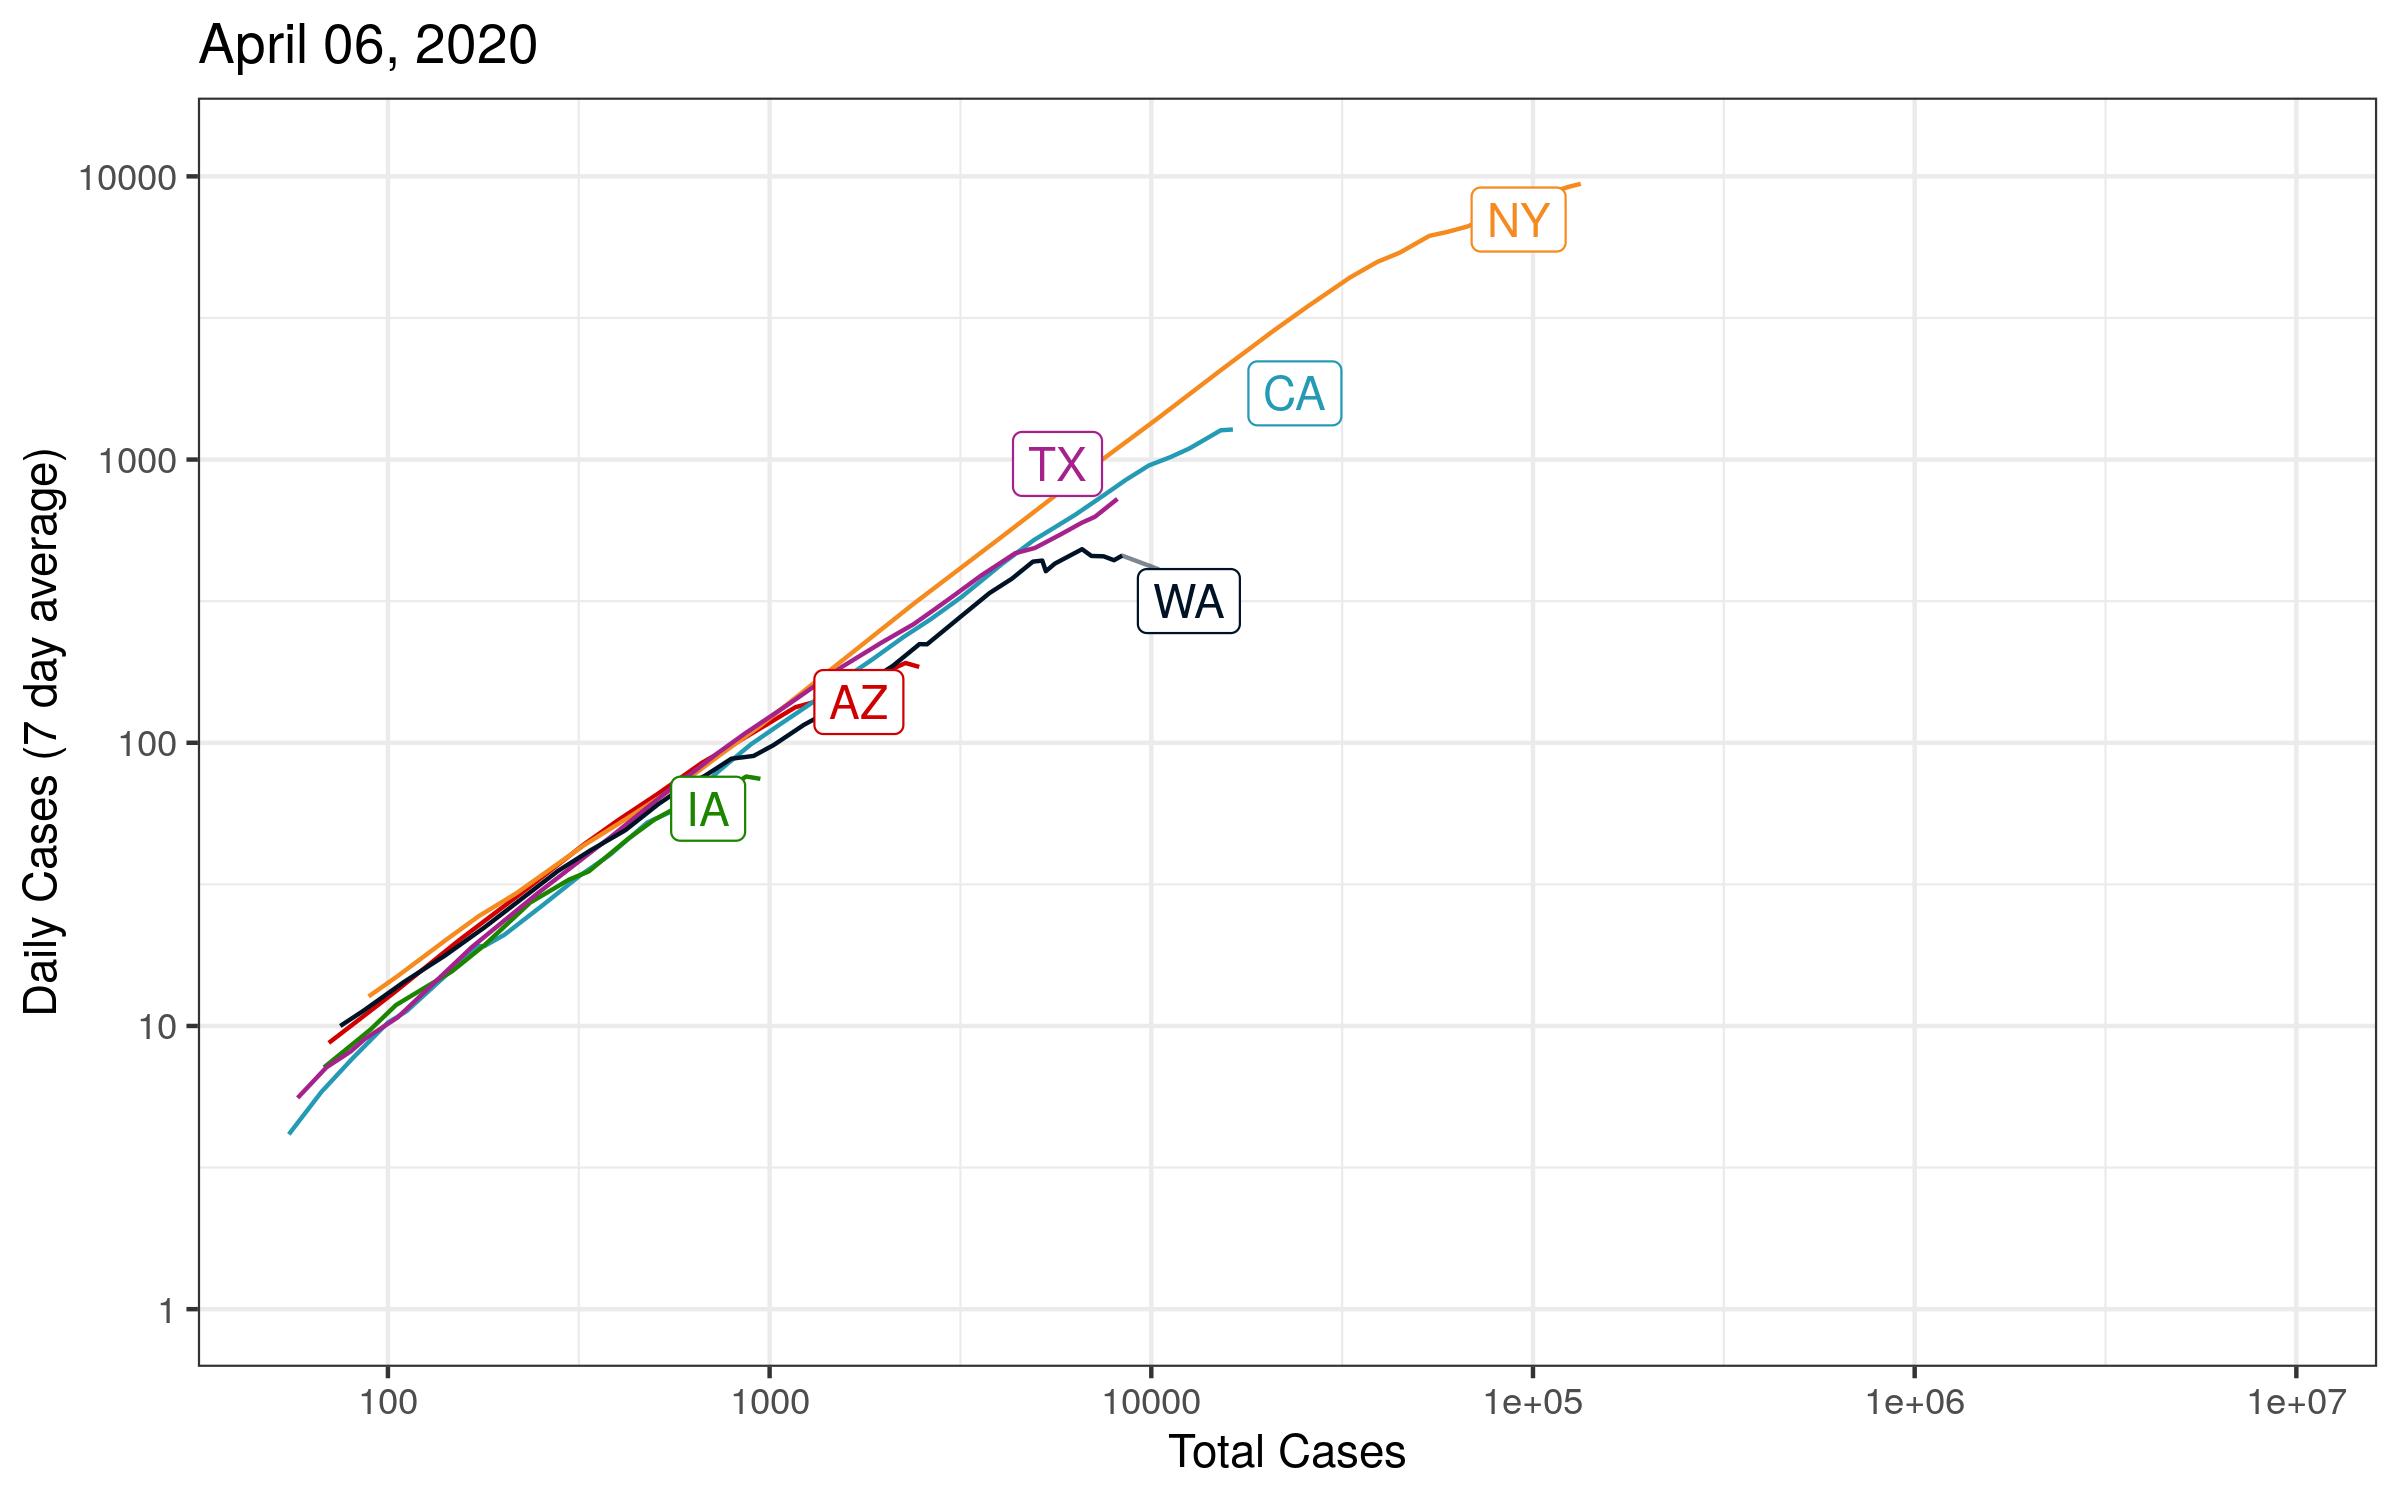 April 06, 2020
Daily Cases (7 day average)
10000
1000
100
10
1
NY
CA
TX
WA
AZ
IA
100 1000 10000 1e+05 1e+06 1e+07
Total Cases